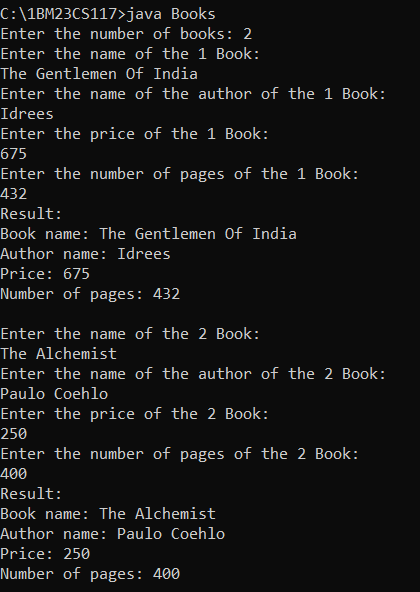 C:\1BM23CS117>java Books
Enter the number of books: 2
Enter the name of the 1 Book:
The Gentlemen Of India
Enter the name of the author of the 1 Book:
Idrees
Enter the price of the 1 Book:
675
Enter the number of pages of the 1 Book:
432
Result:
Book name: The Gentlemen Of India
Author name: Idrees
Price: 675
Number of pages: 432

Enter the name of the 2 Book:
The Alchemist
Enter the name of the author of the 2 Book:
Paulo Coehlo
Enter the price of the 2 Book:
250
Enter the number of pages of the 2 Book:
400
Result:
Book name: The Alchemist
Author name: Paulo Coehlo
Price: 250
Number of pages: 400